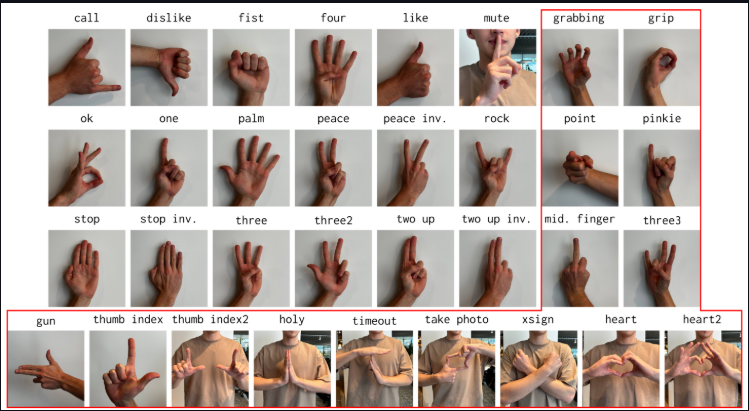 call dislike fist four like mute grabbing grip
ok one palm peace peace inv. rock point pinkie
stop stop inv. three three2 two up two up inv. mid. finger three3
gun thumb index thumb index2 holy timeout take photo xsign heart heart2